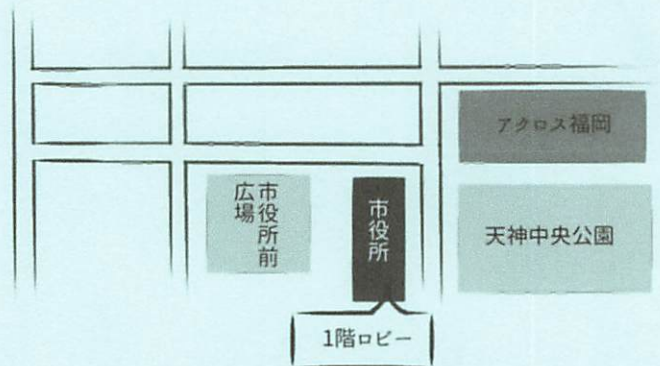 アクロス福岡
市役所前
広場
市役所
天神中央公園
1階ロビー